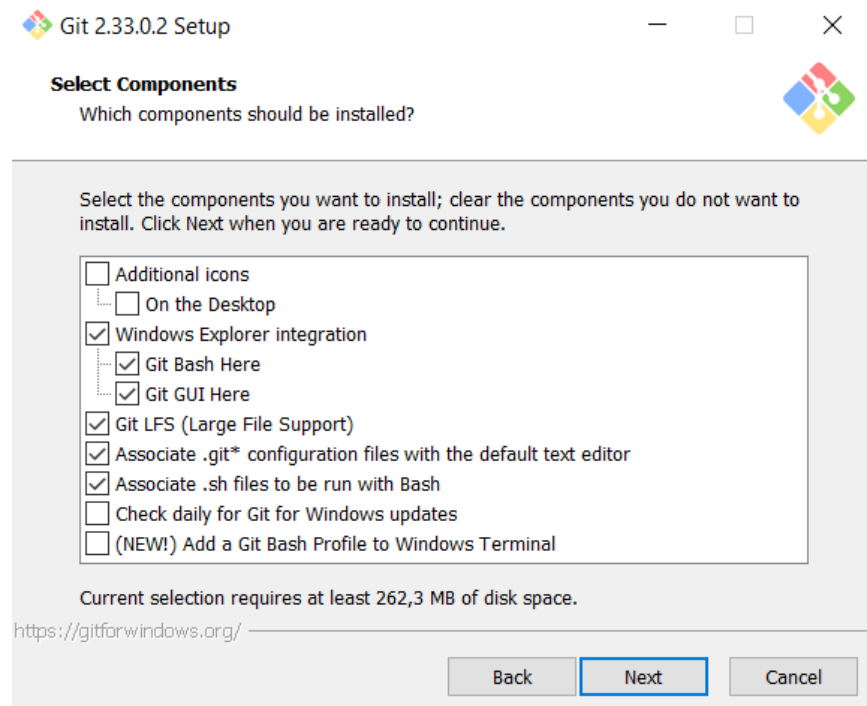 Git 2.33.0.2 Setup
Select Components
Which components should be installed?
Select the components you want to install; clear the components you do not want to
install. Click Next when you are ready to continue.
Additional icons
On the Desktop
Windows Explorer integration
Git Bash Here
Git GUI Here
Git LFS (Large File Support)
Associate .git* configuration files with the default text editor
Associate .sh files to be run with Bash
Check daily for Git for Windows updates
(NEW!) Add a Git Bash Profile to Windows Terminal
Current selection requires at least 262,3 MB of disk space.
https://gitforwindows.org/
Back Next Cancel